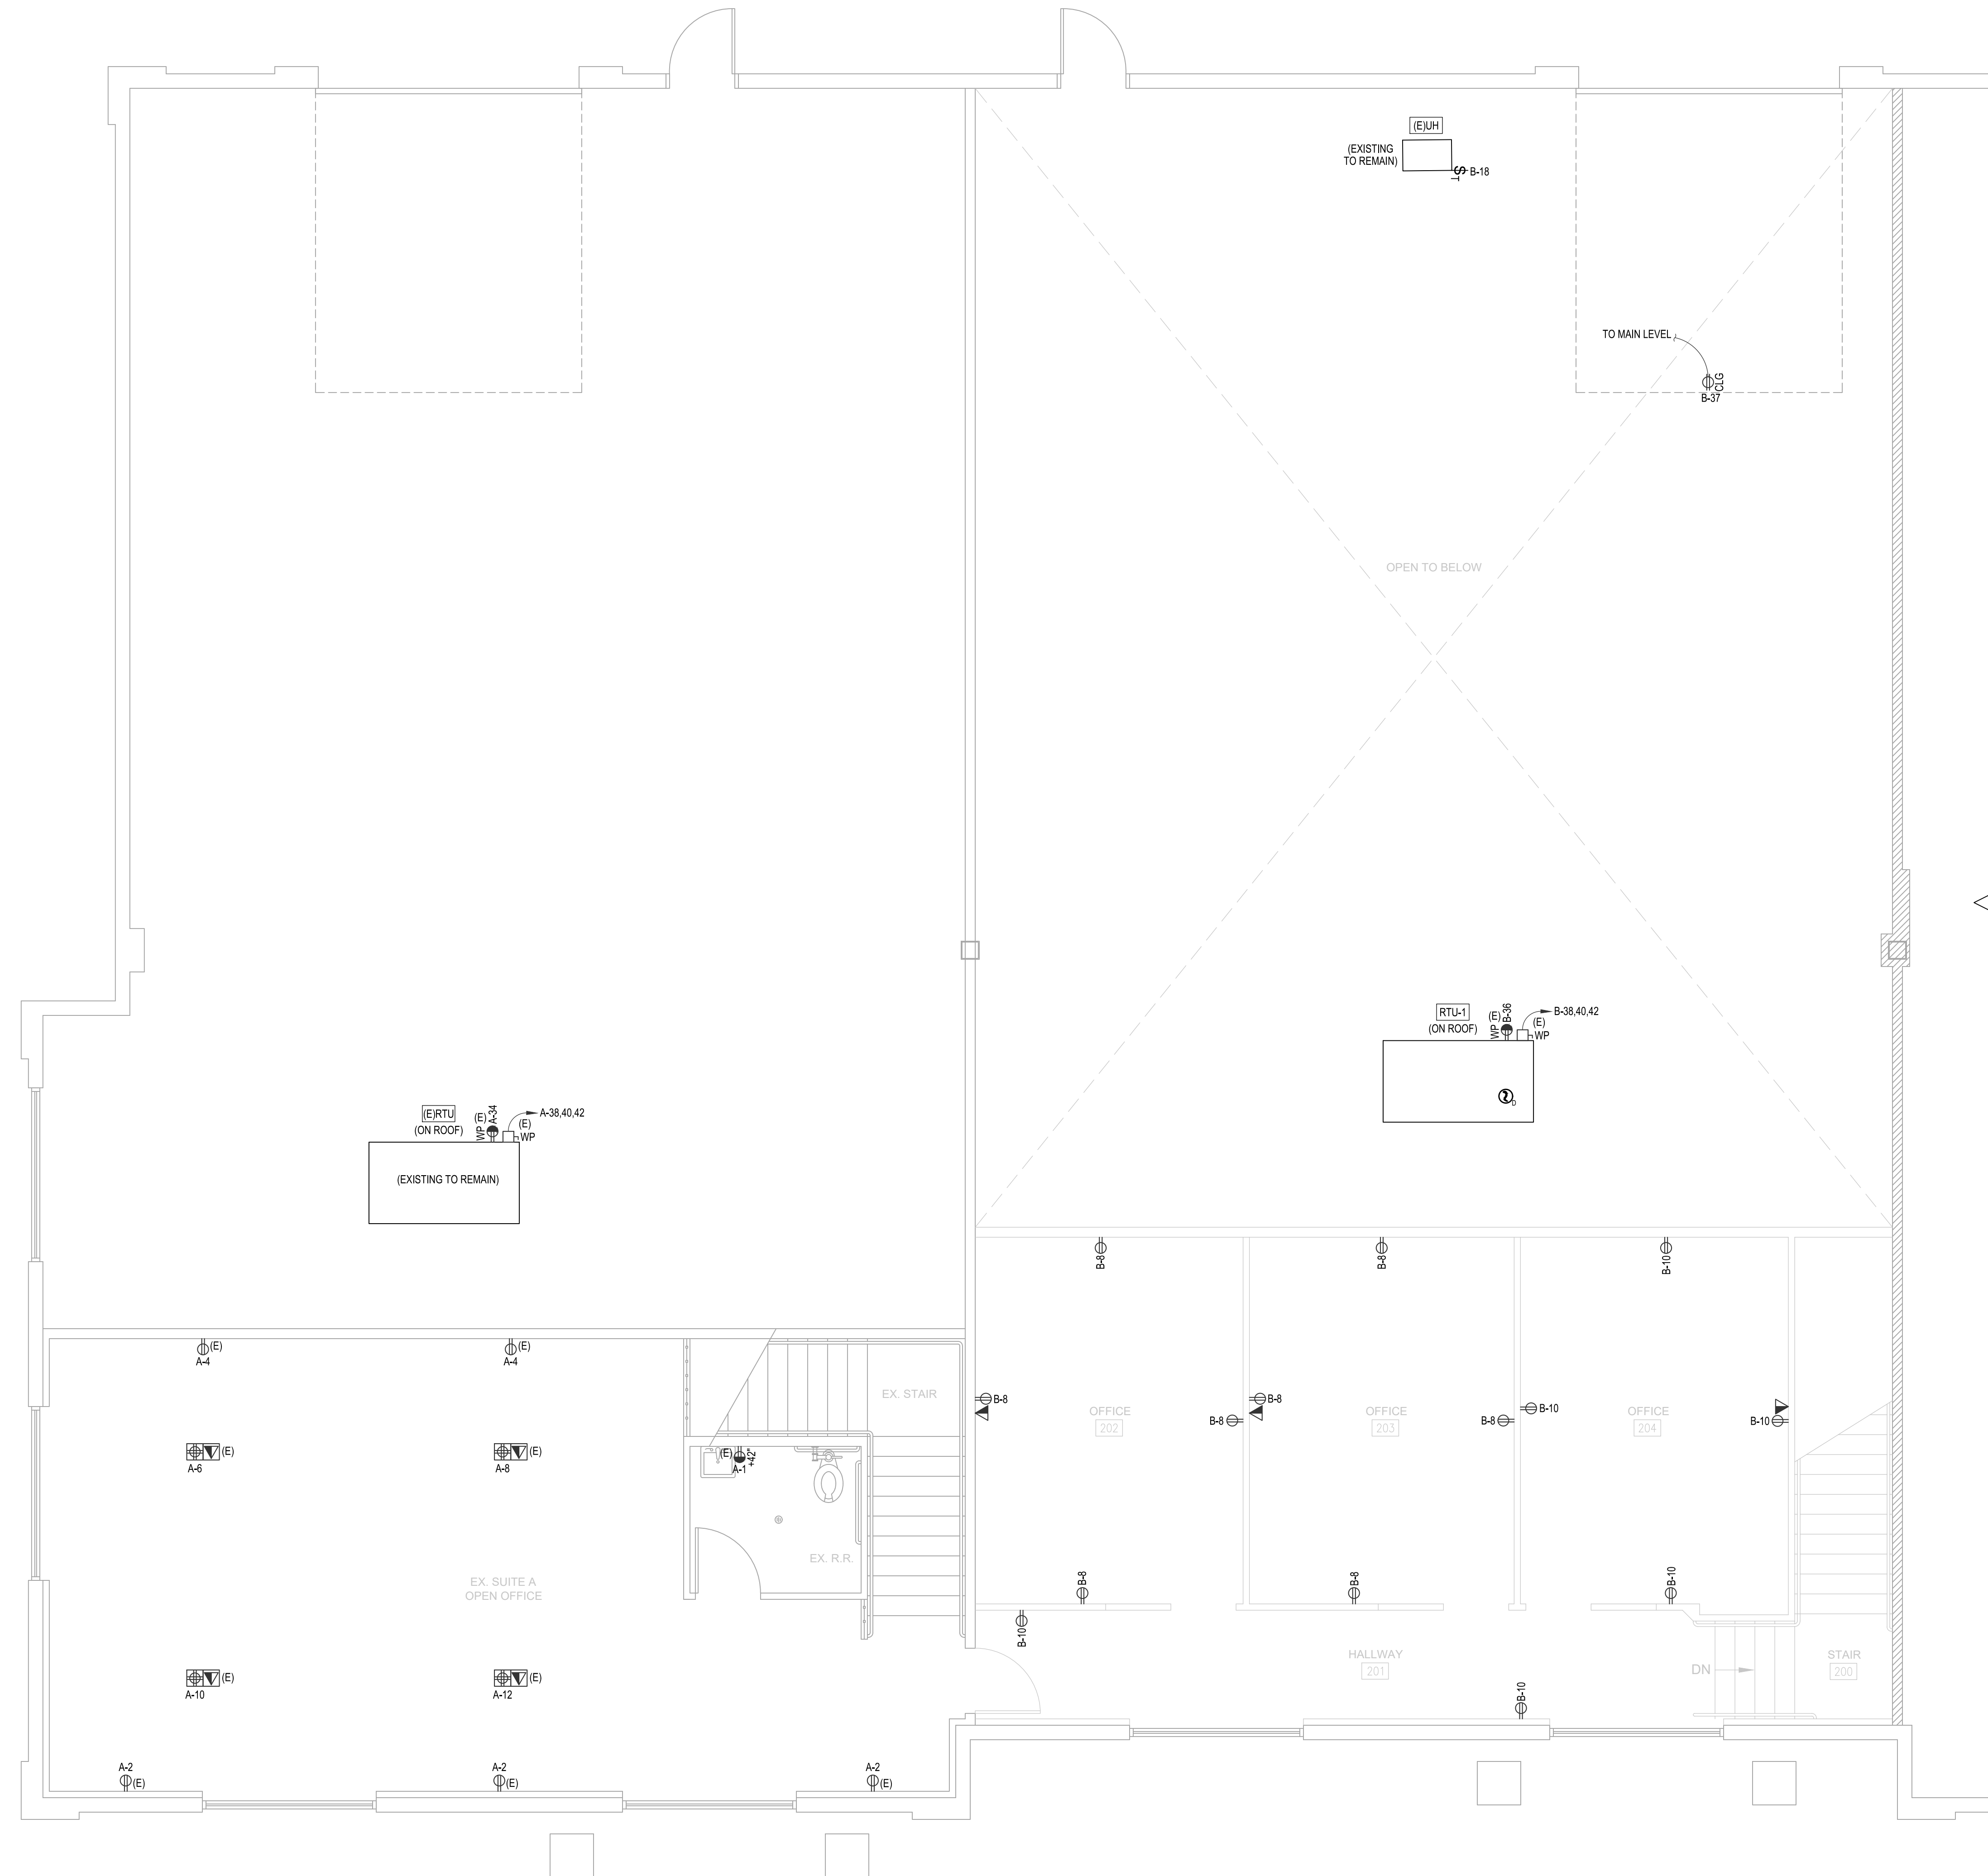 (E)UH
(EXISTING
TO REMAIN)
S
T
B-18
TO MAIN LEVEL
CLG
B-37
OPEN TO BELOW
RTU-1
(ON ROOF)
(E)
WP
B-36
B-38,40,42
(E)
WP
D
(E)RTU
(ON ROOF)
(E)
WP
A-34
A-38,40,42
(E)
WP
(EXISTING TO REMAIN)
B-8
B-8
B-10
(E)
A-4
(E)
A-4
EX. STAIR
B-8
B-8
B-8
B-8
B-10
B-10
OFFICE
202
OFFICE
203
OFFICE
204
(E)
A-6
(E)
A-8
(E)
A-1
+42"
EX. R.R.
EX. SUITE A
OPEN OFFICE
B-8
B-8
B-10
B-10
HALLWAY
201
DN
STAIR
200
(E)
A-10
(E)
A-12
B-10
A-2
(E)
A-2
(E)
A-2
(E)